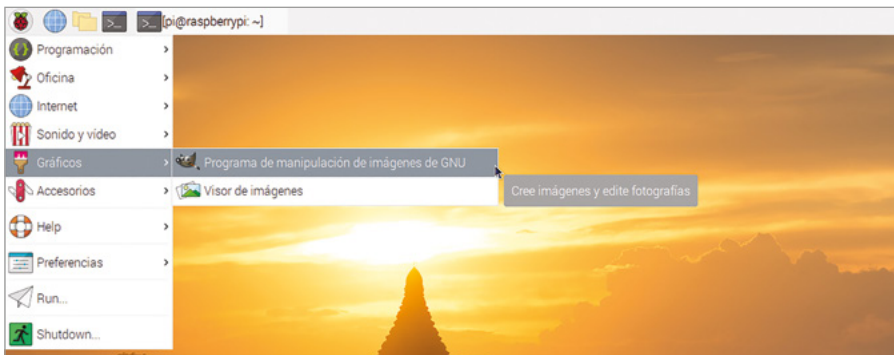 [pi@raspberrypi: ~]
Programación
Oficina
Internet
Sonido y vídeo
Gráficos
Programa de manipulación de imágenes de GNU
Cree imágenes y edite fotografías
Accesorios
Visor de imágenes
Help
Preferencias
Run...
Shutdown...